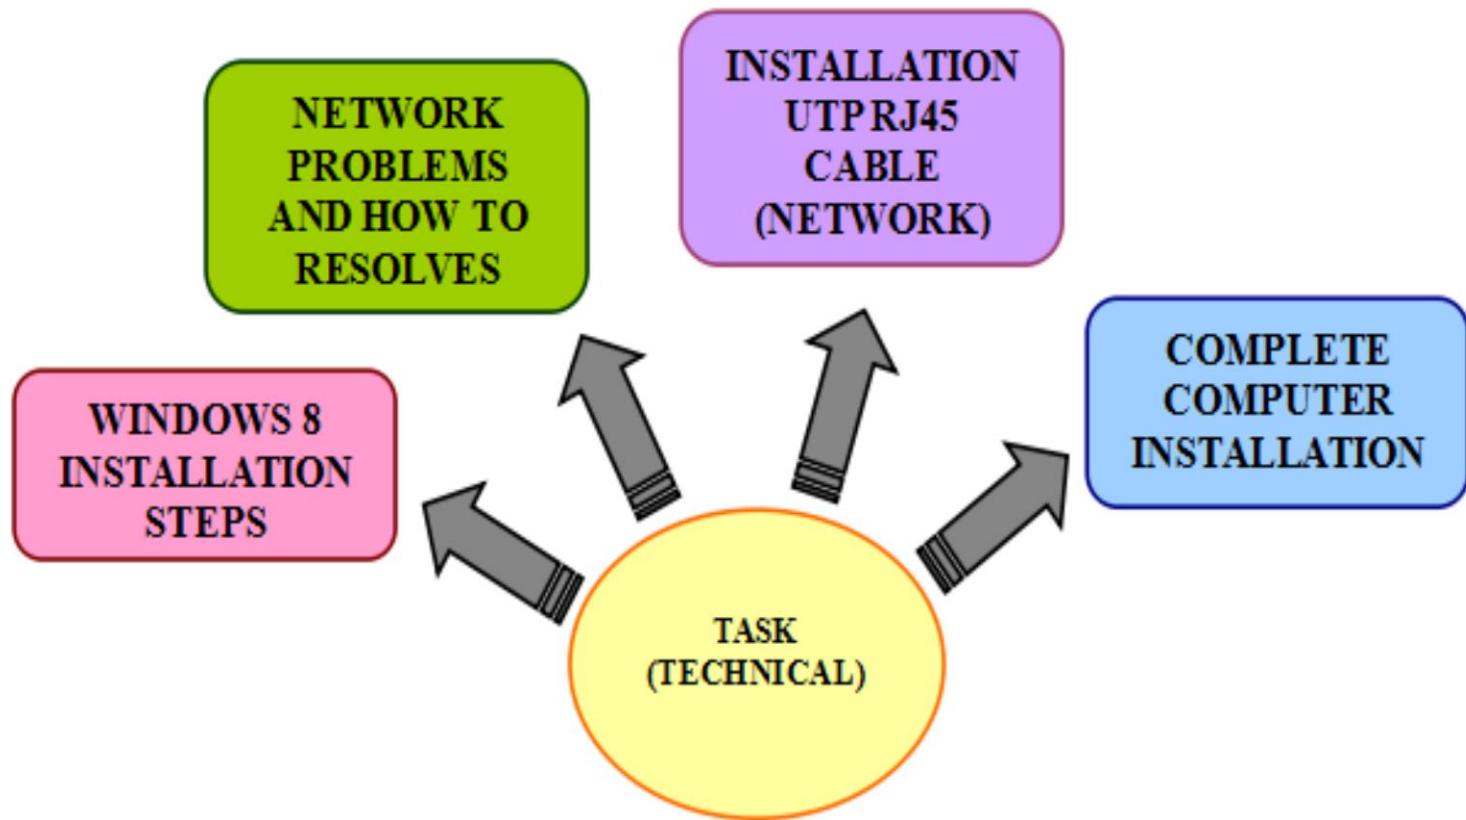 INSTALLATION
UTP RJ45
CABLE
(NETWORK)
NETWORK
PROBLEMS
AND HOW TO
RESOLVES
COMPLETE
COMPUTER
INSTALLATION
WINDOWS 8
INSTALLATION
STEPS
TASK
(TECHNICAL)